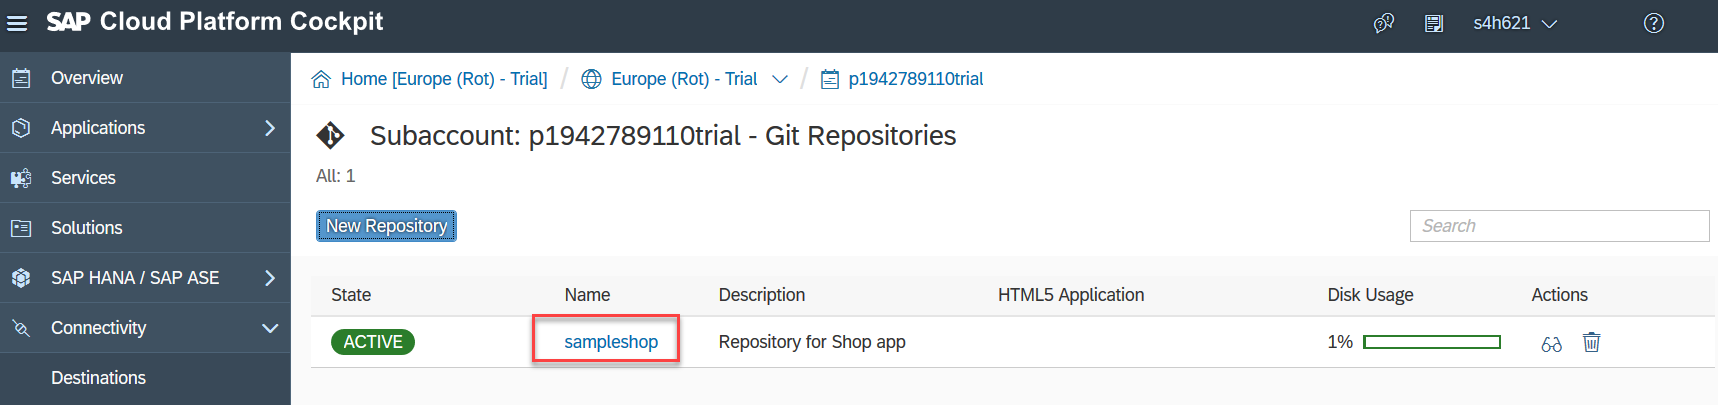 SAP Cloud Platform Cockpit
s4h621
Overview
Applications
Services
Solutions
SAP HANA / SAP ASE
Connectivity
Destinations
Home [Europe (Rot) - Trial] / Europe (Rot) - Trial / p1942789110trial
Subaccount: p1942789110trial - Git Repositories
All: 1
New Repository
Search
State Name Description HTML5 Application Disk Usage Actions
ACTIVE sampleshop Repository for Shop app 1%